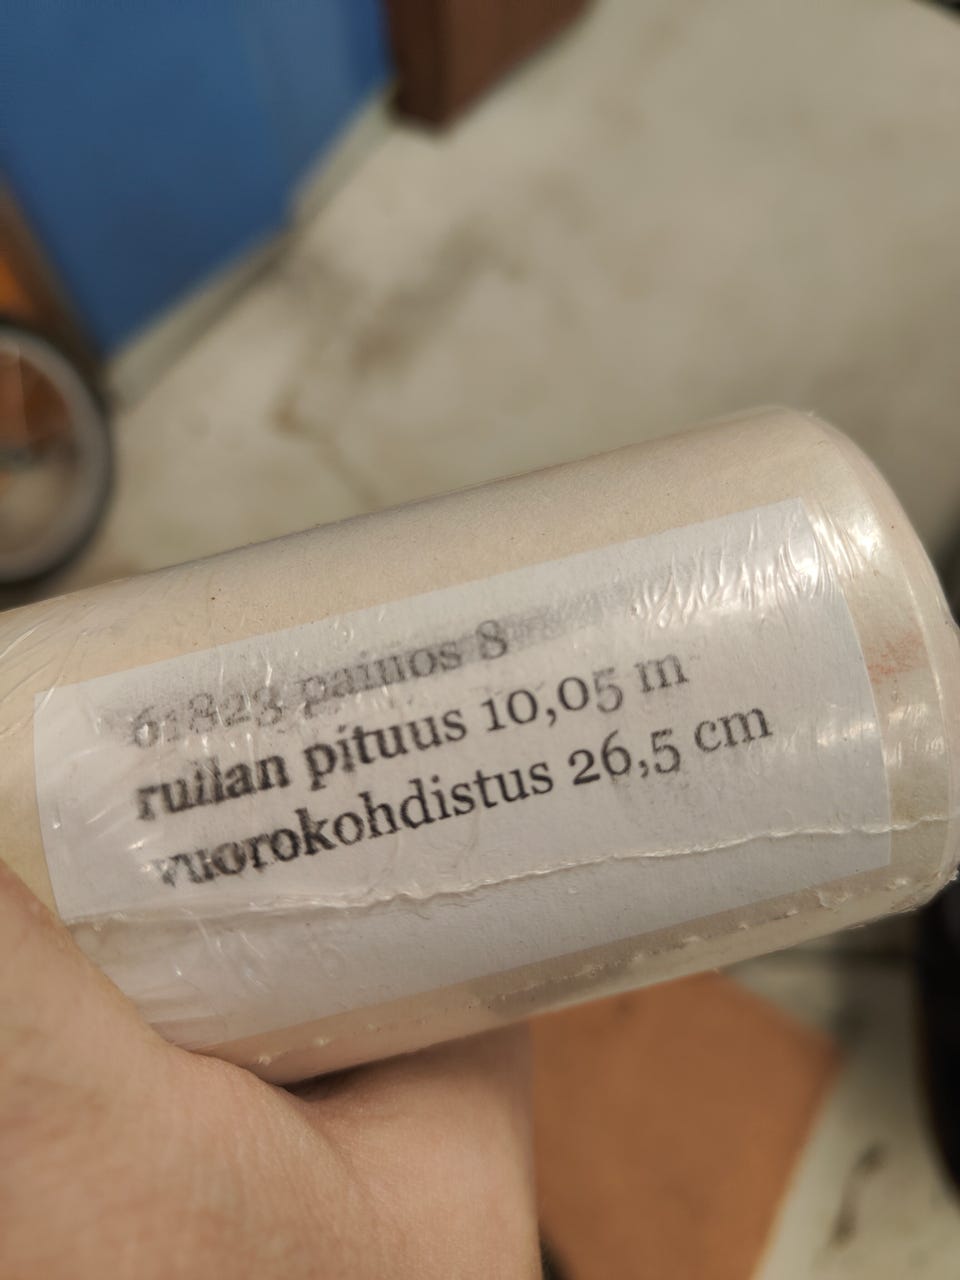 61823 painos 8
rullan pituus 10,05 m
vuorokohdistus 26,5 cm